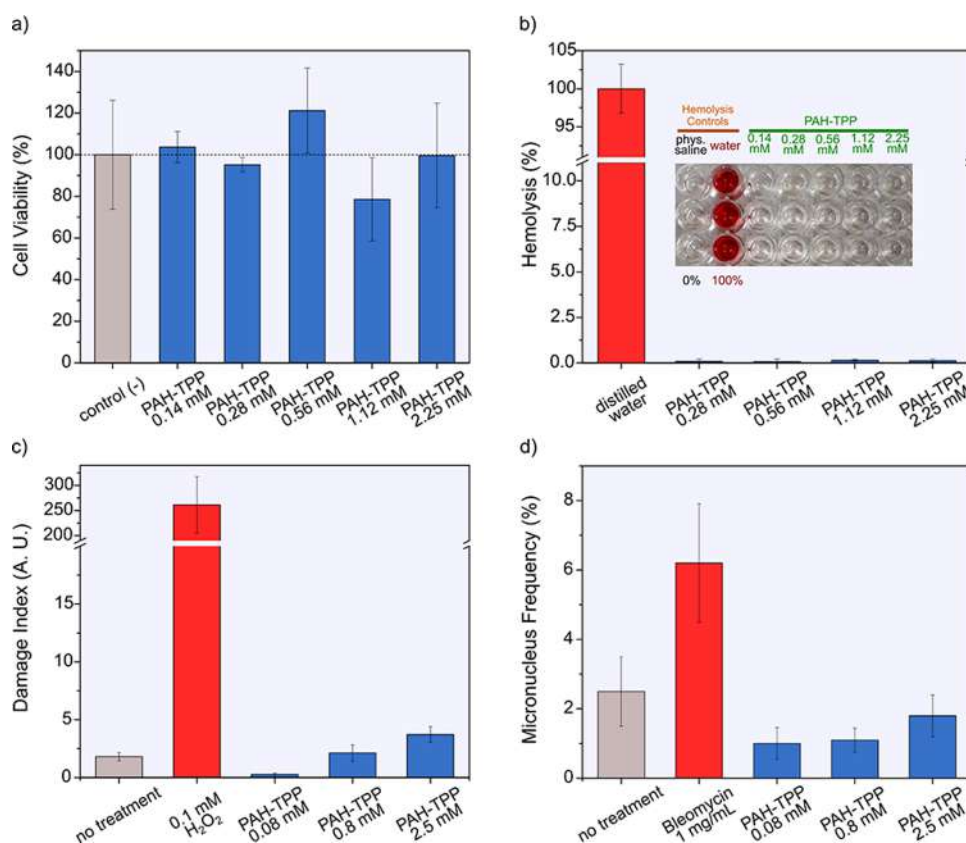 a)
Cell Viability (%)
140
120
100
80
60
40
20
0
control (-)
PAH-TPP
0.14 mM
PAH-TPP
0.28 mM
PAH-TPP
0.56 mM
PAH-TPP
1.12 mM
PAH-TPP
2.25 mM
b)
Hemolysis (%)
105
100
95
10.0
7.5
5.0
2.5
0.0
Hemolysis
Controls
PAH-TPP
phys.
saline
water
0.14
mM
0.28
mM
0.56
mM
1.12
mM
2.25
mM
0%
100%
distilled
water
PAH-TPP
0.28 mM
PAH-TPP
0.56 mM
PAH-TPP
1.12 mM
PAH-TPP
2.25 mM
c)
Damage Index (A. U.)
300
250
200
15
10
5
0
no treatment
0,1 mM
H₂O₂
PAH-TPP
0.08 mM
PAH-TPP
0.8 mM
PAH-TPP
2.5 mM
d)
Micronucleus Frequency (%)
8
6
4
2
0
no treatment
Bleomycin
1 mg/mL
PAH-TPP
0.08 mM
PAH-TPP
0.8 mM
PAH-TPP
2.5 mM